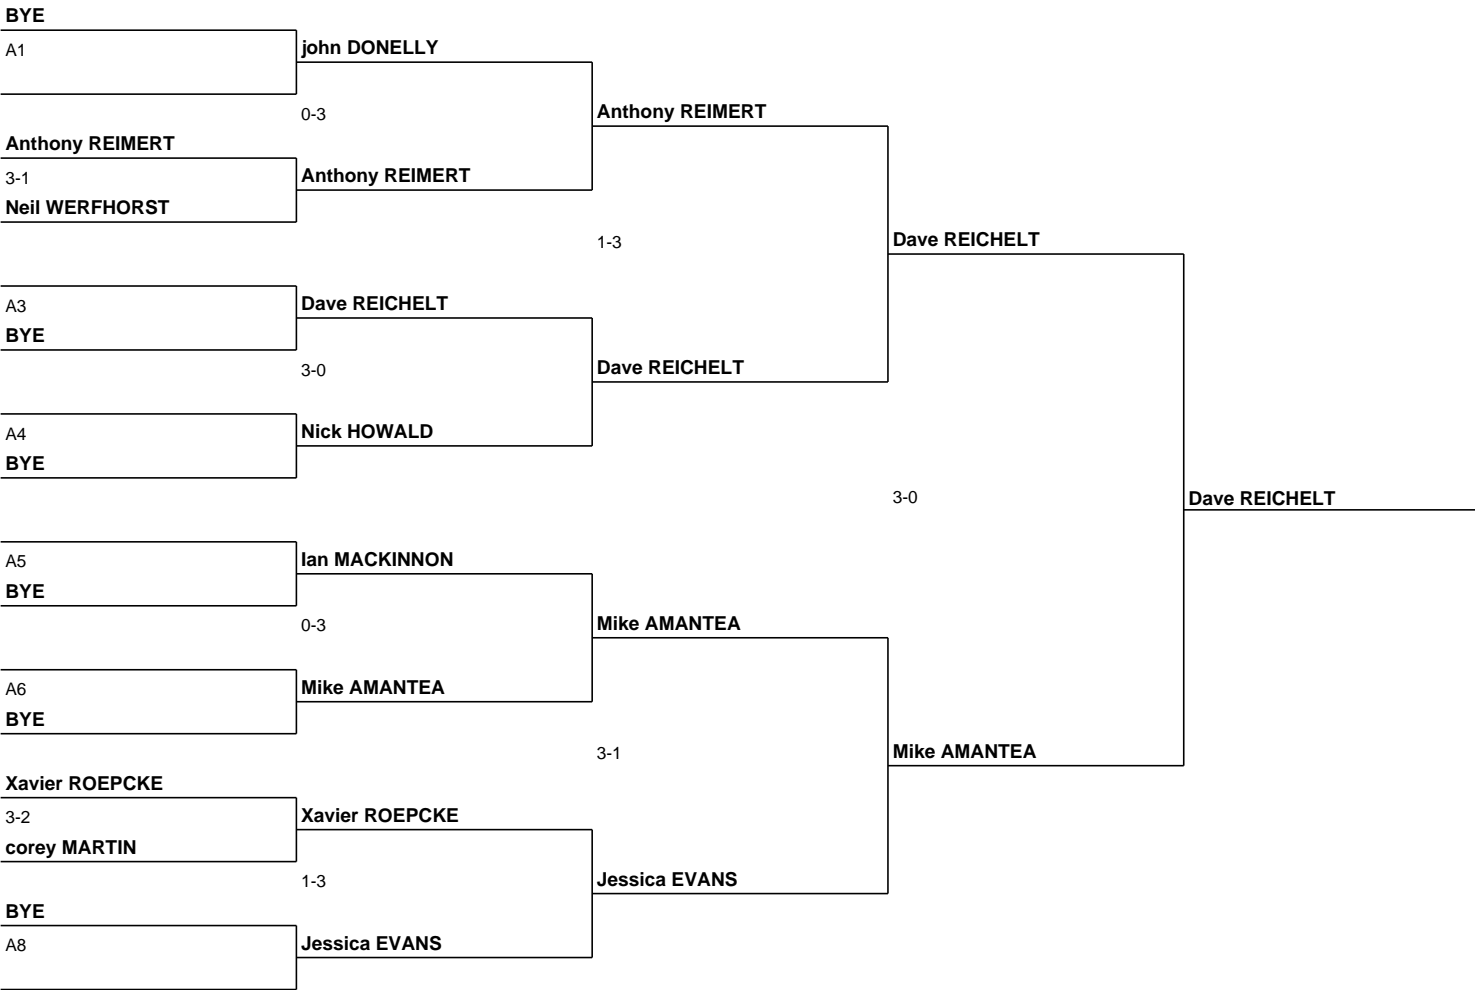 BYE
A1
john DONELLY
0-3
Anthony REIMERT
Anthony REIMERT
3-1
Anthony REIMERT
Neil WERFHORST
1-3
Dave REICHELT
A3
Dave REICHELT
BYE
3-0
Dave REICHELT
A4
Nick HOWALD
BYE
3-0
Dave REICHELT
A5
Ian MACKINNON
BYE
0-3
Mike AMANTEA
A6
Mike AMANTEA
BYE
3-1
Mike AMANTEA
Xavier ROEPCKE
3-2
Xavier ROEPCKE
corey MARTIN
1-3
Jessica EVANS
BYE
A8
Jessica EVANS